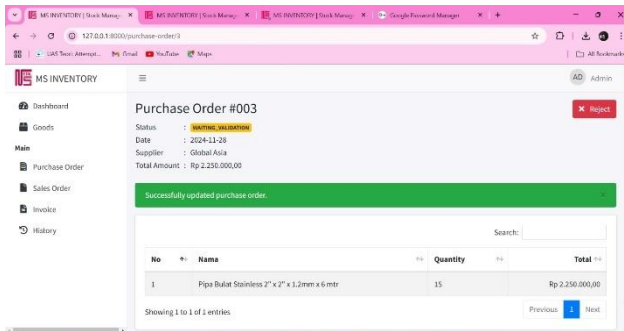 MS INVENTORY | Stock Manage
MS INVENTORY | Stock Manage
MS INVENTORY | Stock Manage
Google Password Manager
127.0.0.1:8000/purchase-order/3
Gmail
YouTube
Maps
All Bookmarks
MS INVENTORY
AD Admin
Dashboard
Goods
Main
Purchase Order
Sales Order
Invoice
History
Purchase Order #003
Reject
Status : WAITING_VALIDATION
Date : 2024-11-28
Supplier : Global Asia
Total Amount : Rp 2.250.000,00
Successfully updated purchase order.
Search:
No Name Quantity Total
1 Pipa Bulat Stainless 2" x 2" x 1.2mm x 6 mtr 15 Rp 2.250.000,00
Showing 1 to 1 of 1 entries
Previous 1 Next